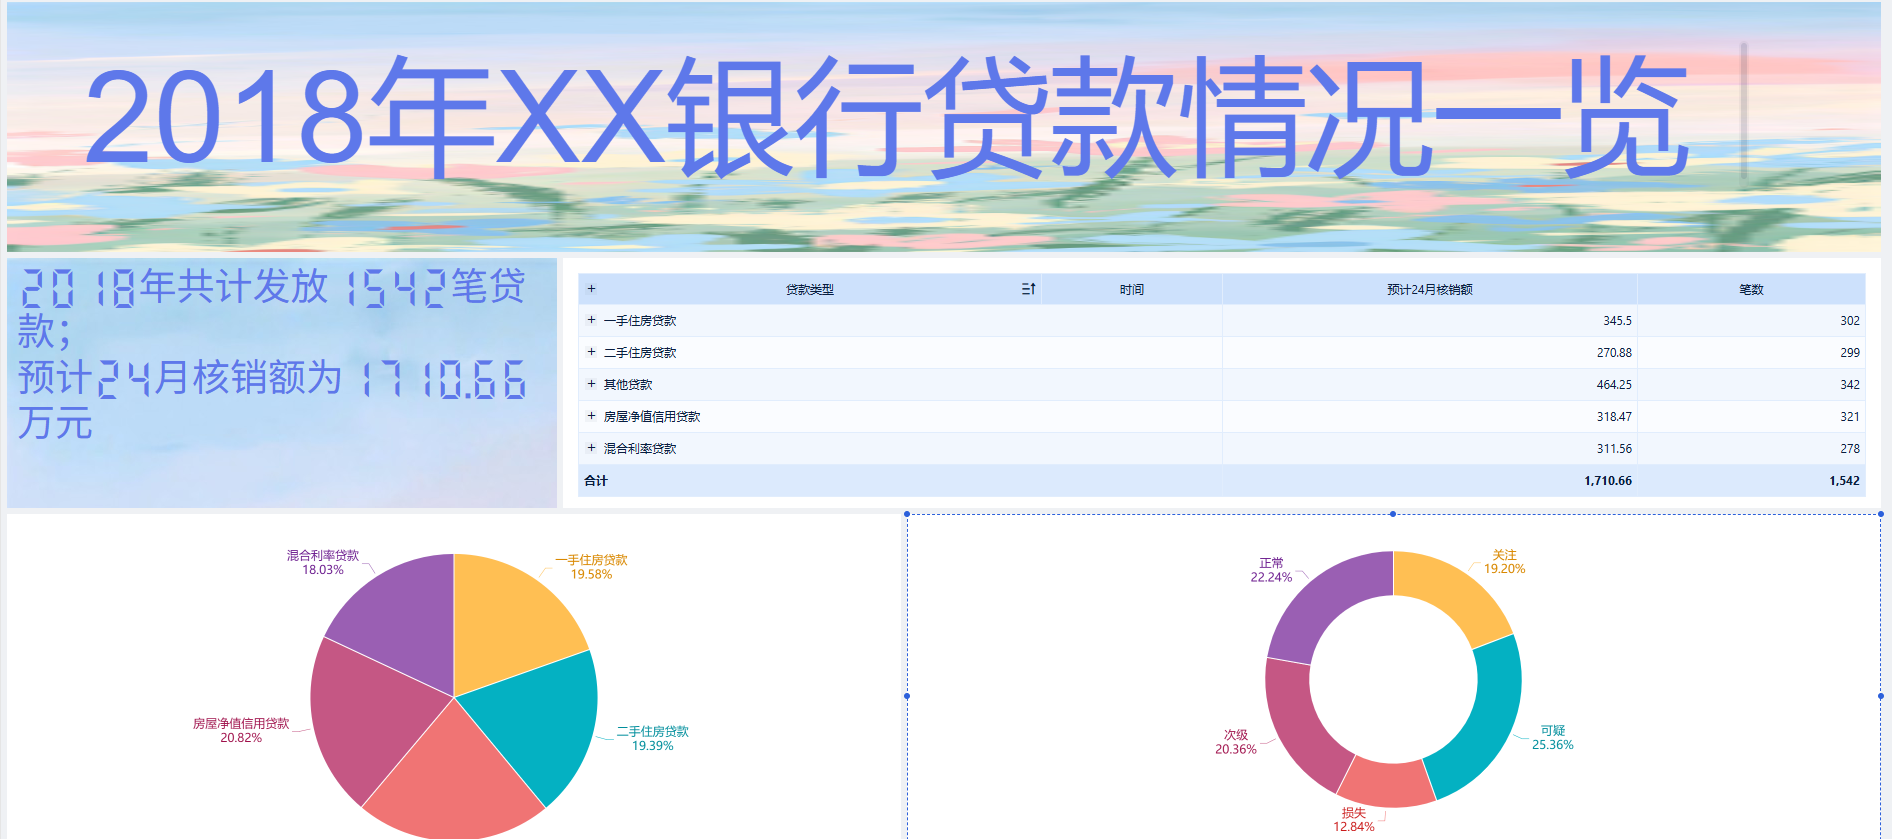 2018年XX银行贷款情况一览
2018年共计发放1542笔贷
款；
预计24月核销额为1710.66
万元
+ 贷款类型 时间 预计24月核销额 笔数
+ 一手住房贷款 345.5 302
+ 二手住房贷款 270.88 299
+ 其他贷款 464.25 342
+ 房屋净值信用贷款 318.47 321
+ 混合利率贷款 311.56 278
合计 1,710.66 1,542
混合利率贷款
18.03%
一手住房贷款
19.58%
房屋净值信用贷款
20.82%
二手住房贷款
19.39%
正常
22.24%
关注
19.20%
次级
20.36%
可疑
25.36%
损失
12.84%